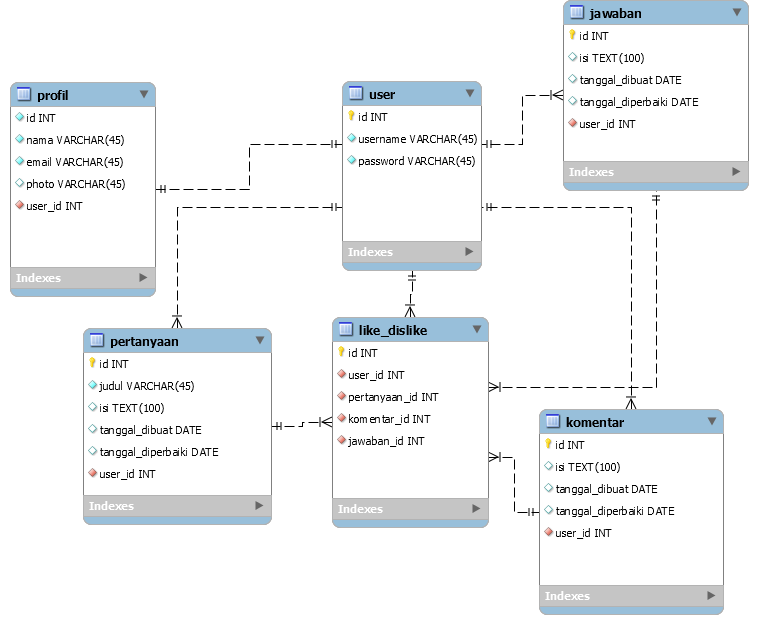 jawaban
id INT
isi TEXT(100)
tanggal_dibuat DATE
tanggal_diperbaiki DATE
user_id INT
Indexes
profil
id INT
nama VARCHAR(45)
email VARCHAR(45)
photo VARCHAR(45)
user_id INT
Indexes
user
id INT
username VARCHAR(45)
password VARCHAR(45)
Indexes
pertanyaan
id INT
judul VARCHAR(45)
isi TEXT(100)
tanggal_dibuat DATE
tanggal_diperbaiki DATE
user_id INT
Indexes
like_dislike
id INT
user_id INT
pertanyaan_id INT
komentar_id INT
jawaban_id INT
Indexes
komentar
id INT
isi TEXT(100)
tanggal_dibuat DATE
tanggal_diperbaiki DATE
user_id INT
Indexes